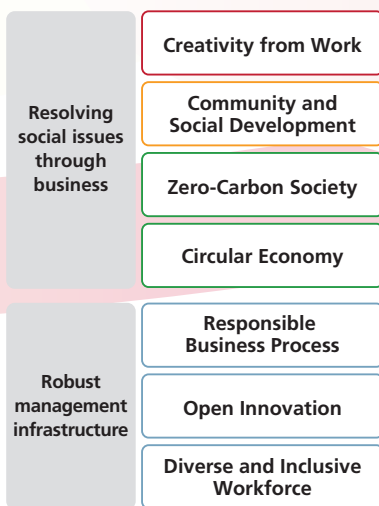 Resolving
social issues
through
business
Creativity from Work
Community and
Social Development
Zero-Carbon Society
Circular Economy
Robust
management
infrastructure
Responsible
Business Process
Open Innovation
Diverse and Inclusive
Workforce